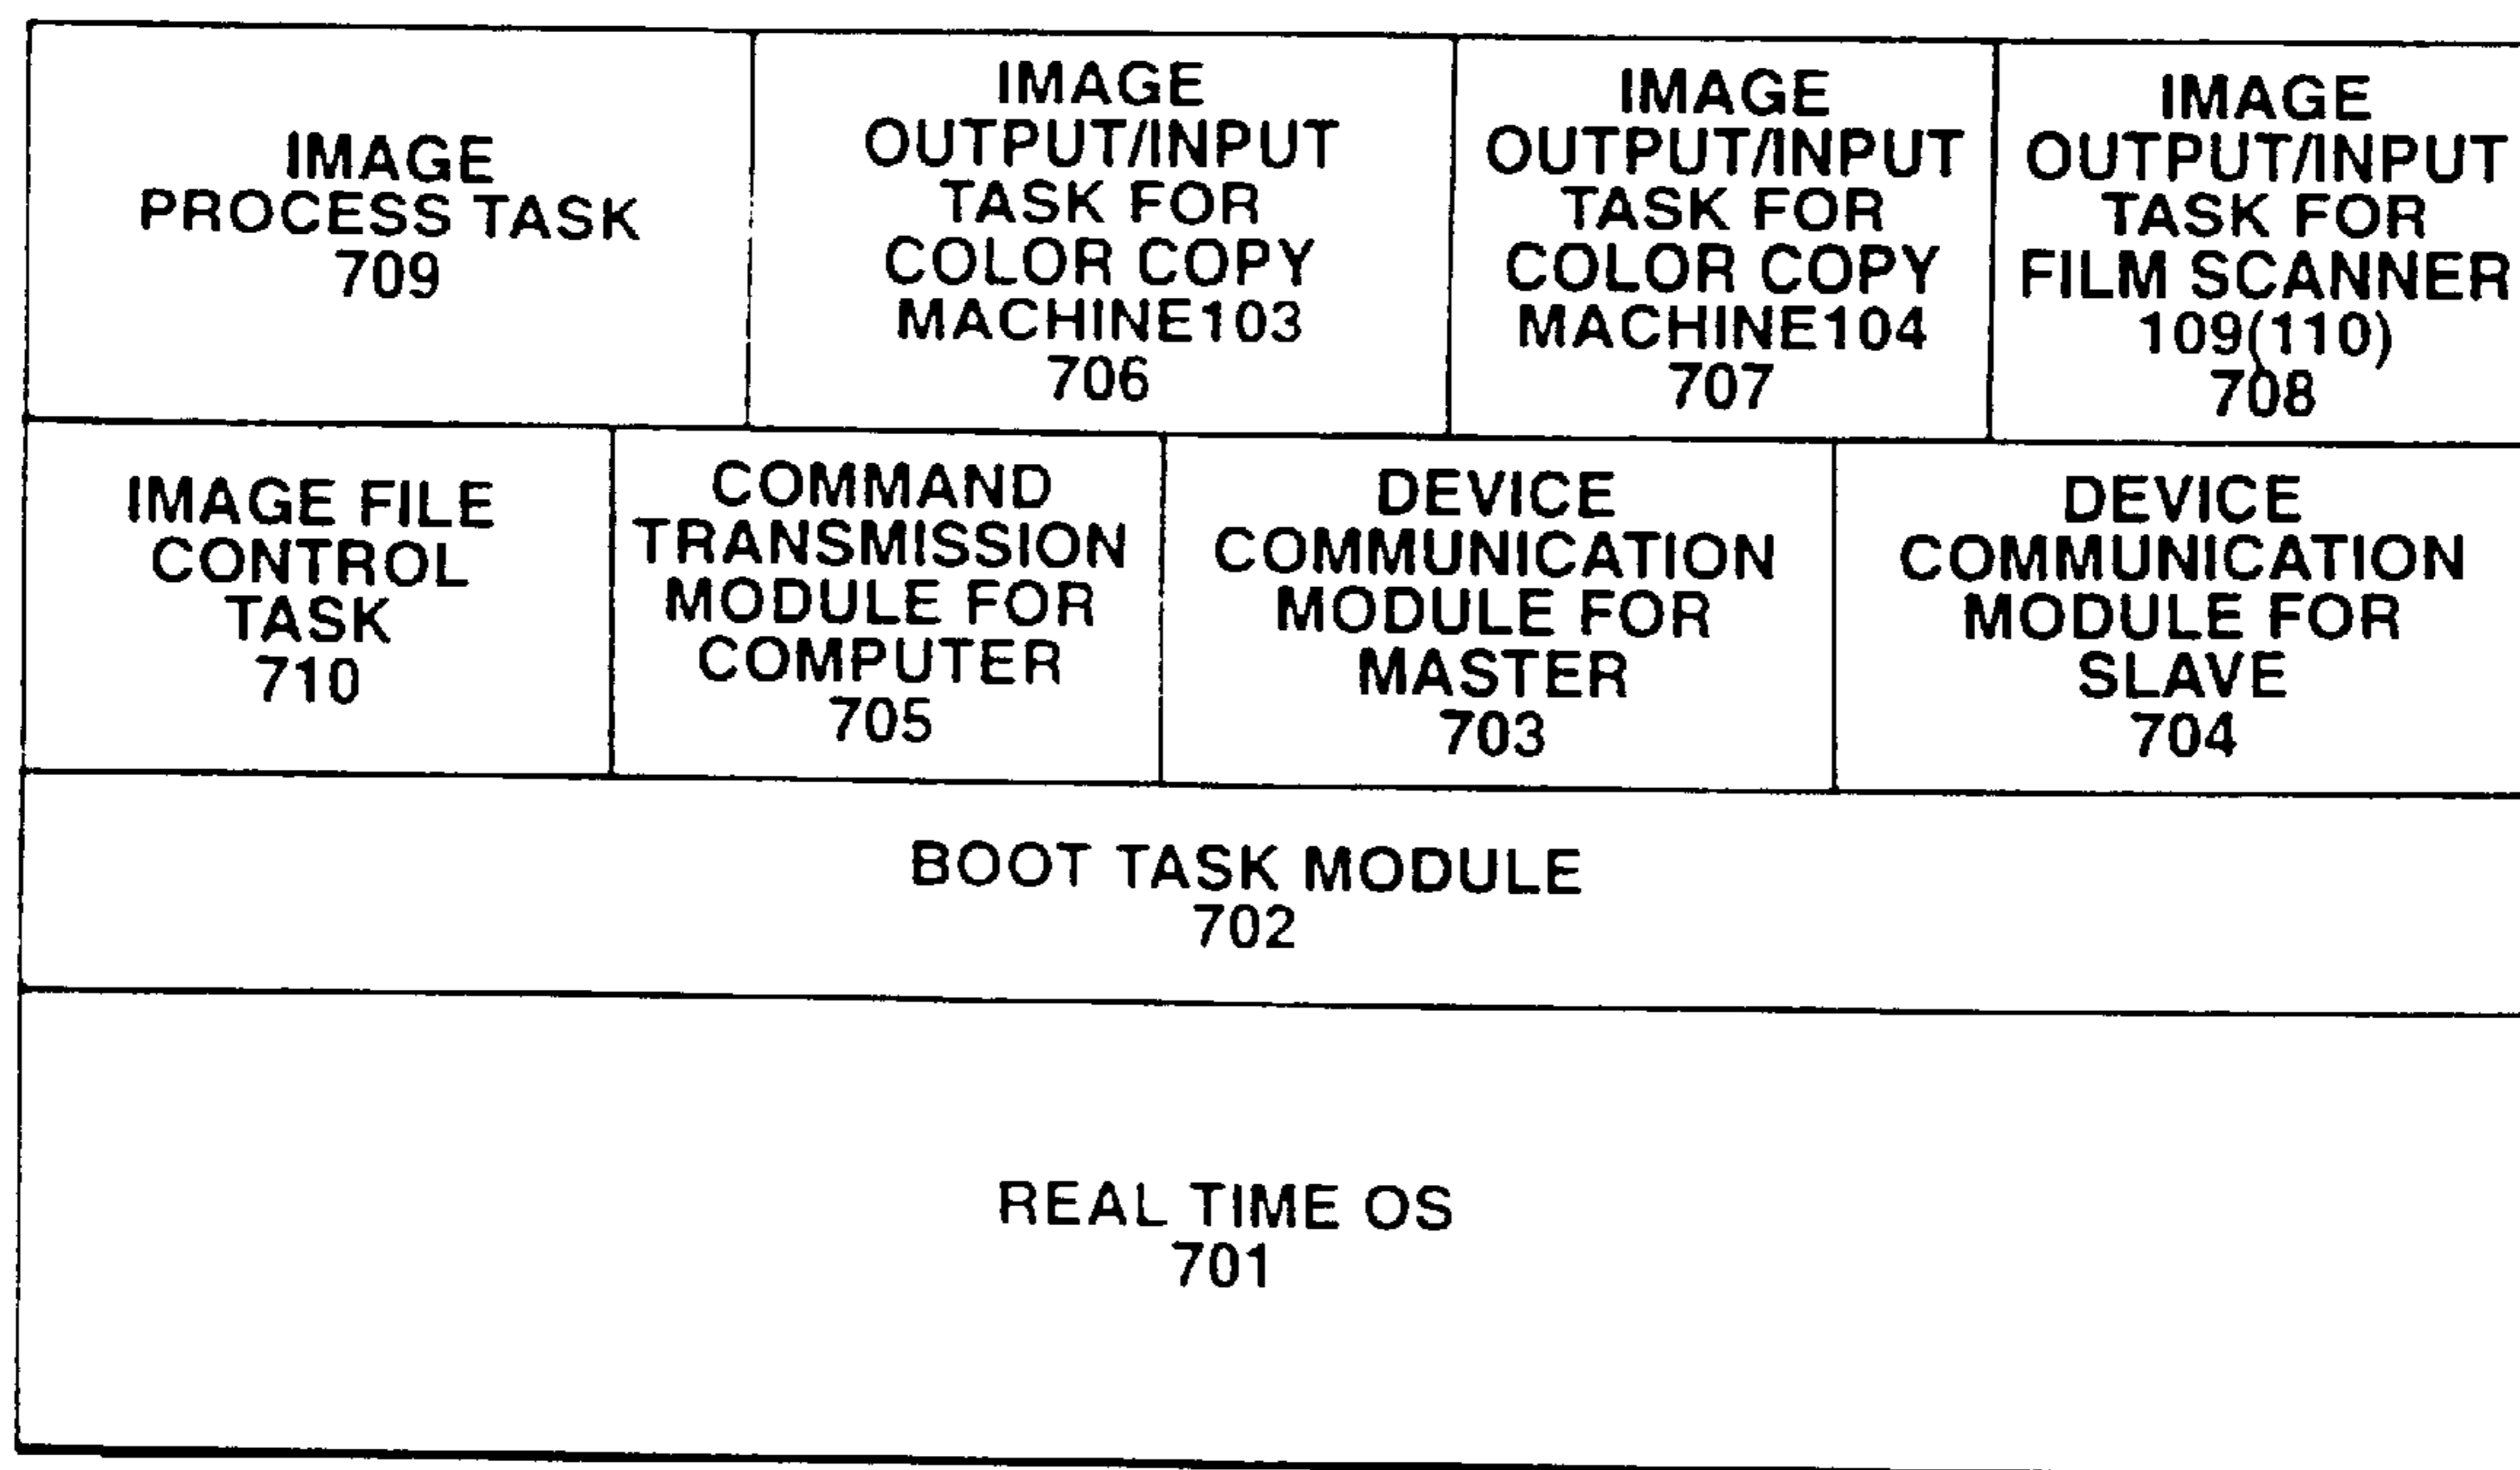 IMAGE
PROCESS TASK
709
IMAGE
OUTPUT/INPUT
TASK FOR
COLOR COPY
MACHINE103
706
IMAGE
OUTPUT/INPUT
TASK FOR
COLOR COPY
MACHINE104
707
IMAGE
OUTPUT/INPUT
TASK FOR
FILM SCANNER
109(110)
708
IMAGE FILE
CONTROL
TASK
710
COMMAND
TRANSMISSION
MODULE FOR
COMPUTER
705
DEVICE
COMMUNICATION
MODULE FOR
MASTER
703
DEVICE
COMMUNICATION
MODULE FOR
SLAVE
704
BOOT TASK MODULE
702
REAL TIME OS
701